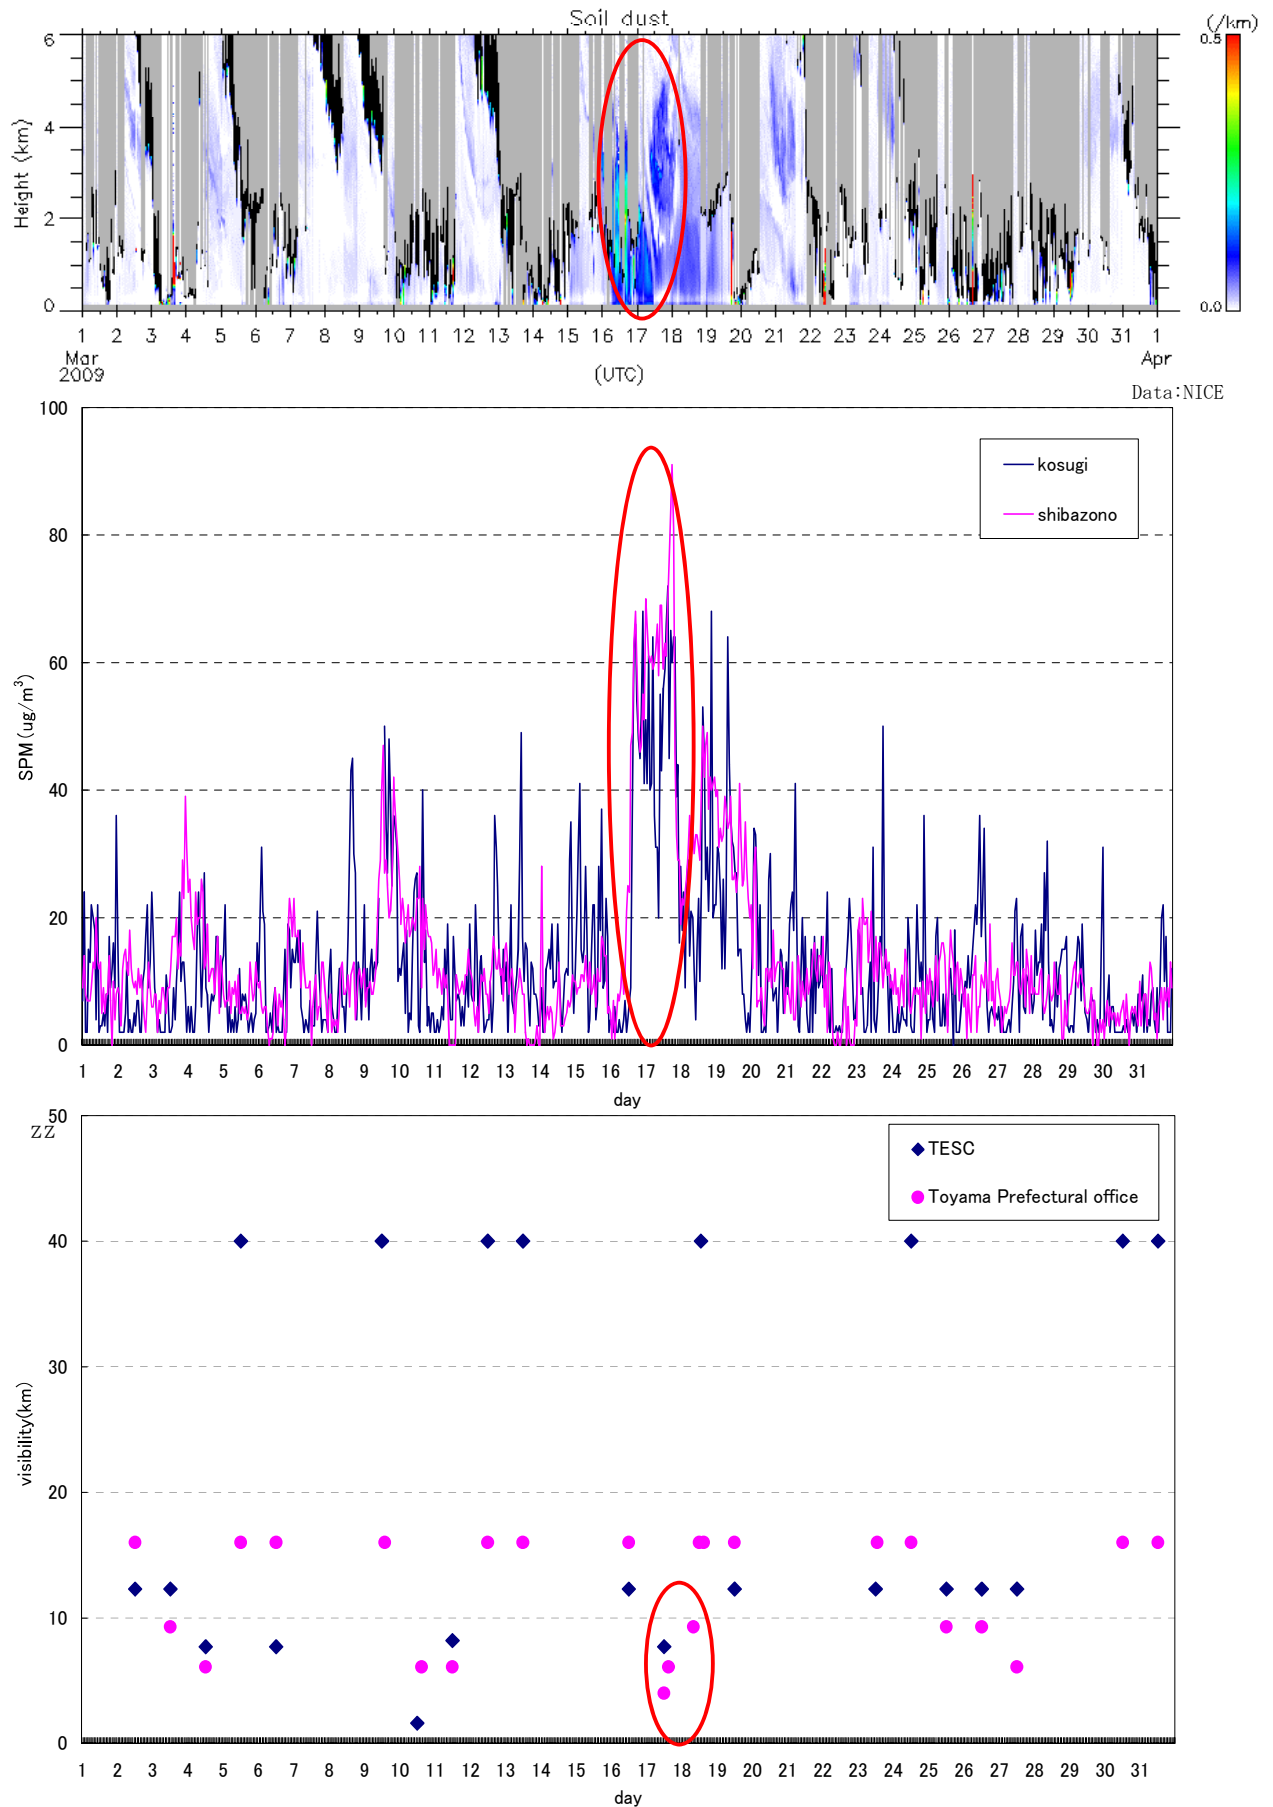 Soil dust
(/km)
0.5
6
4
2
0
Height (km)
0.0
1 2 3 4 5 6 7 8 9 10 11 12 13 14 15 16 17 18 19 20 21 22 23 24 25 26 27 28 29 30 31 1
Mar
2009
(UTC)
Apr
Data:NICE
100
80
60
40
20
0
SPM(ug/m³)
kosugi
shibazono
1 2 3 4 5 6 7 8 9 10 11 12 13 14 15 16 17 18 19 20 21 22 23 24 25 26 27 28 29 30 31
day
50
ZZ
40
30
20
10
0
visibility(km)
TESC
Toyama Prefectural office
1 2 3 4 5 6 7 8 9 10 11 12 13 14 15 16 17 18 19 20 21 22 23 24 25 26 27 28 29 30 31
day